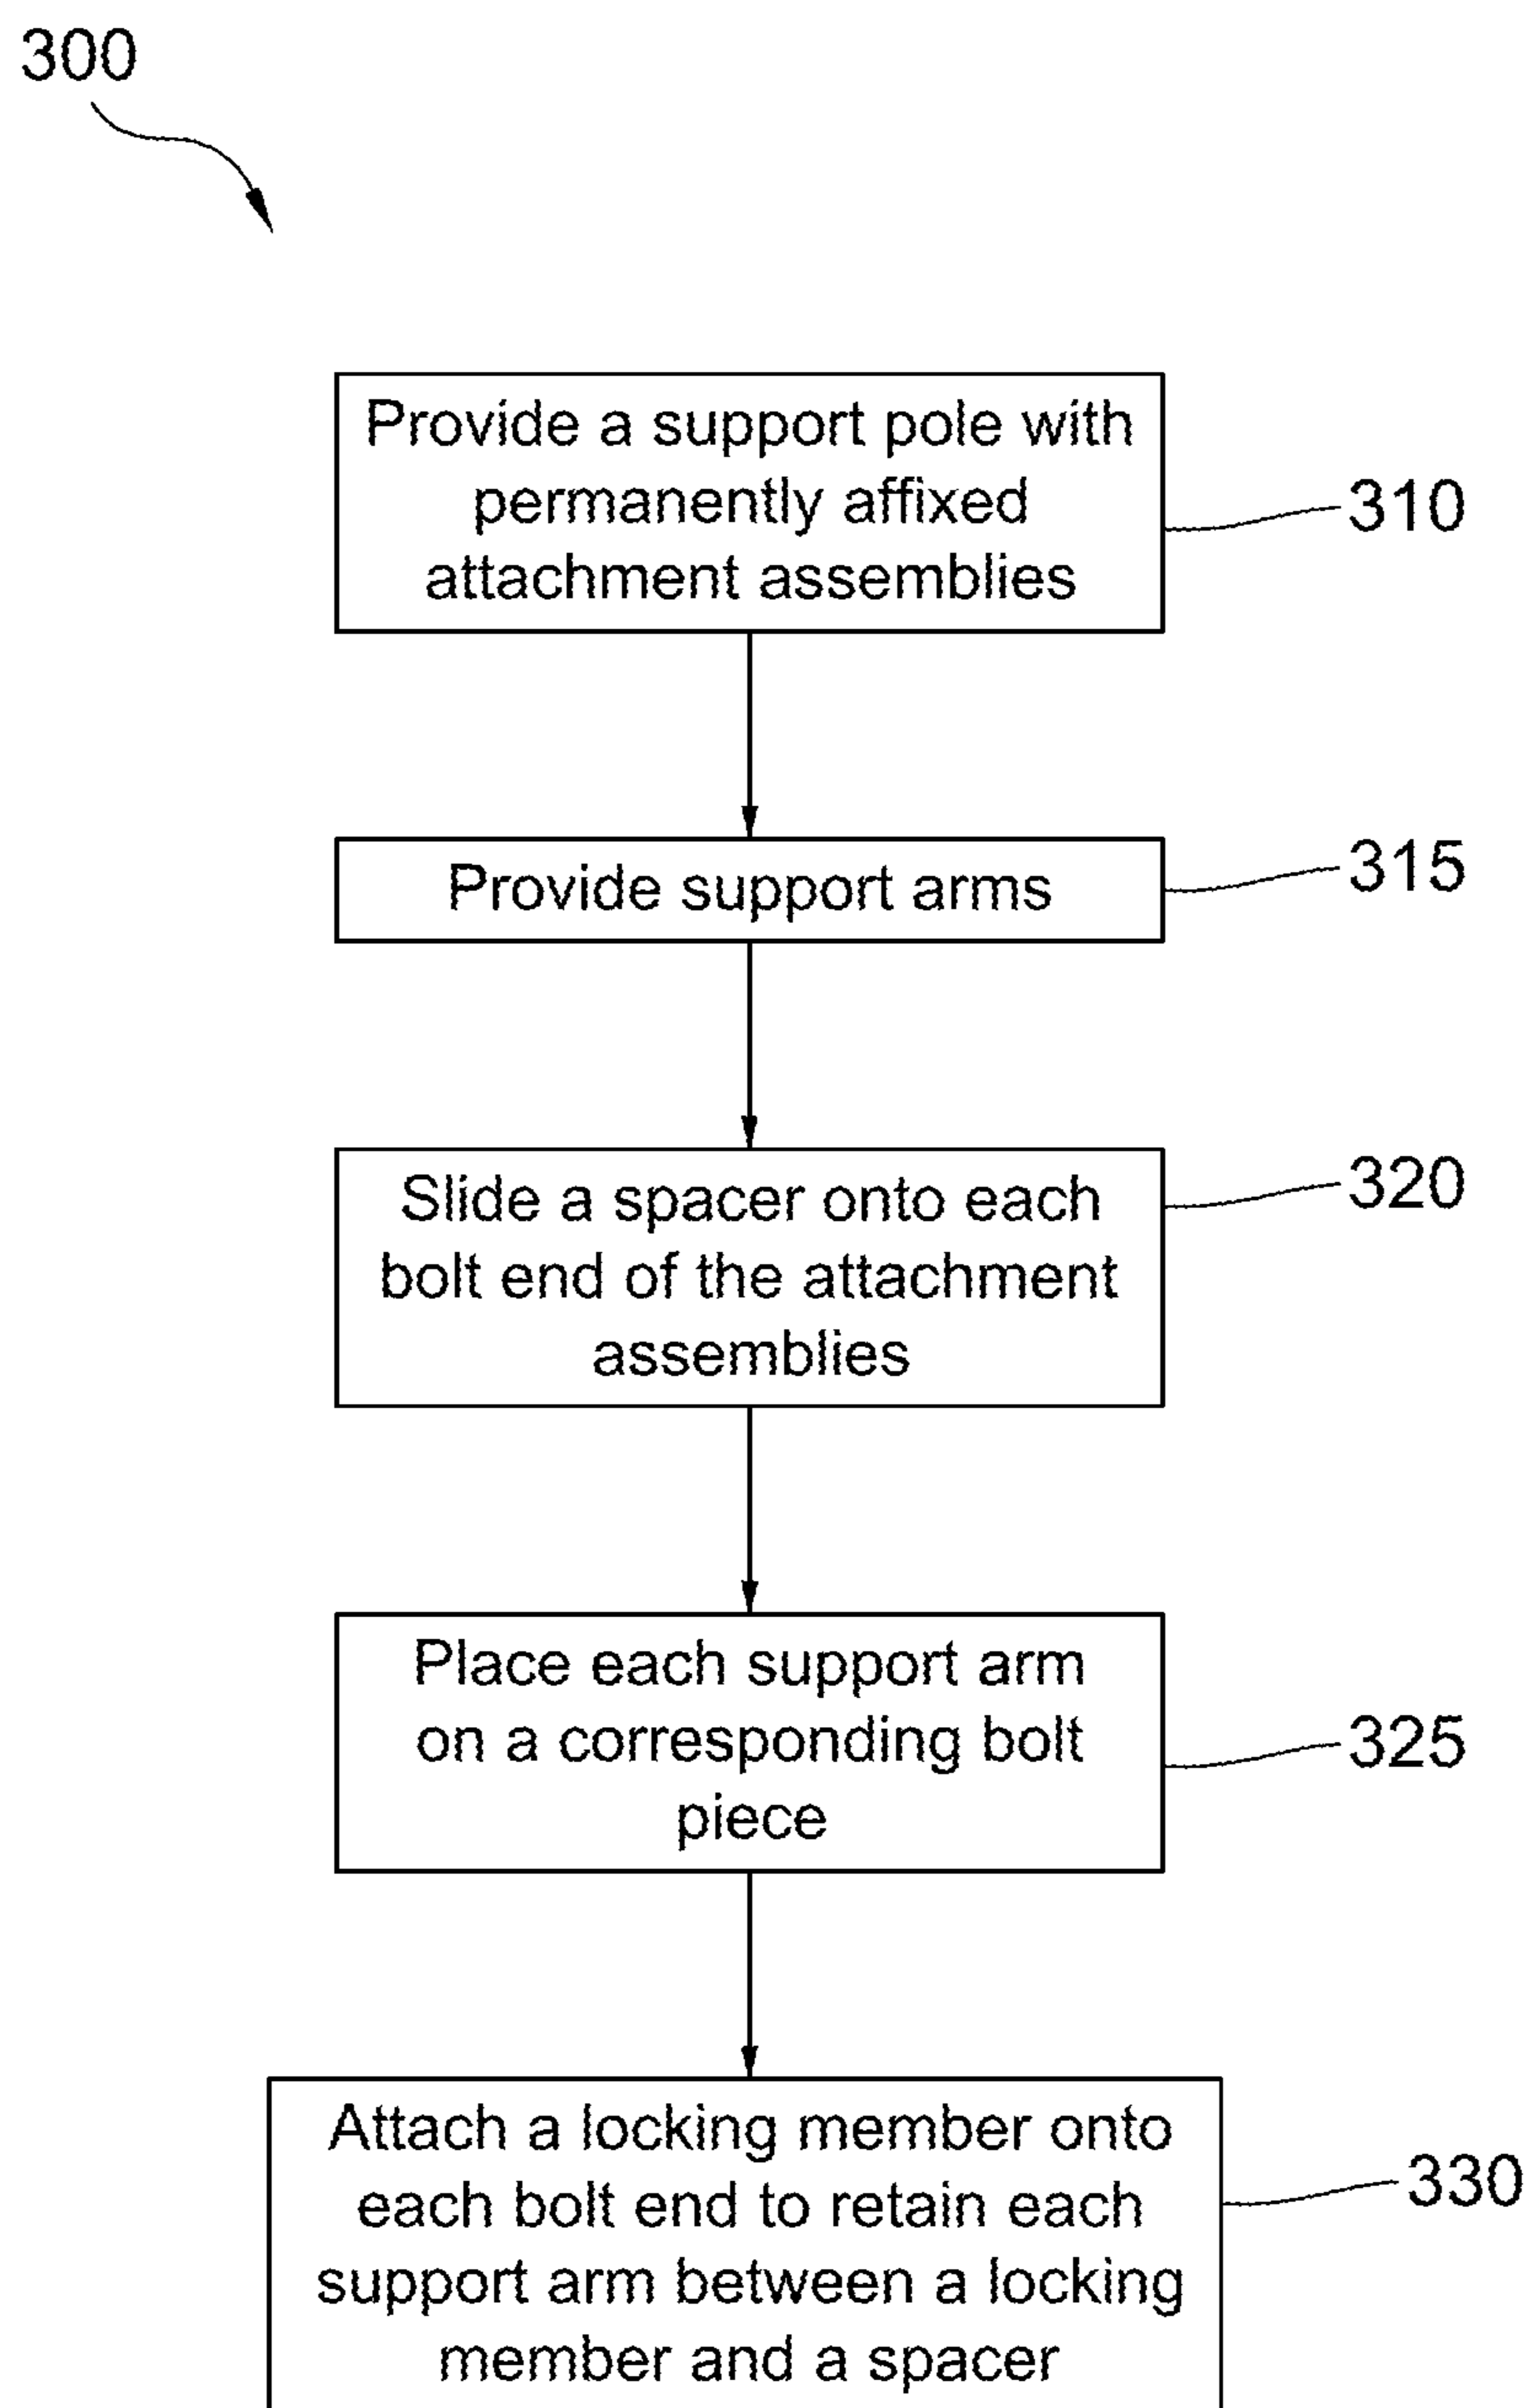 300
Provide a support pole with
permanently affixed
attachment assemblies
310
Provide support arms
315
Slide a spacer onto each
bolt end of the attachment
assemblies
320
Place each support arm
on a corresponding bolt
piece
325
Attach a locking member onto
each bolt end to retain each
support arm between a locking
member and a spacer
330